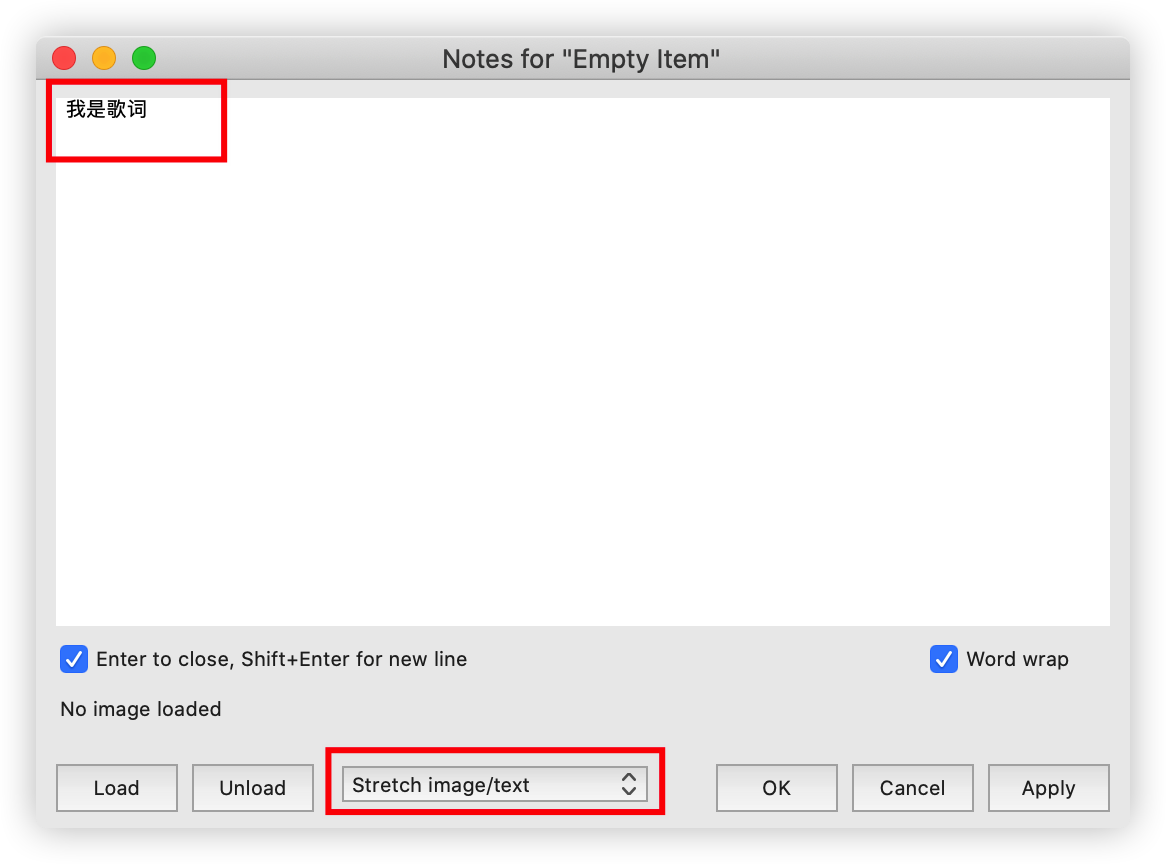 Notes for "Empty Item"
我是歌词
Enter to close, Shift+Enter for new line
Word wrap
No image loaded
Load
Unload
Stretch image/text
OK
Cancel
Apply